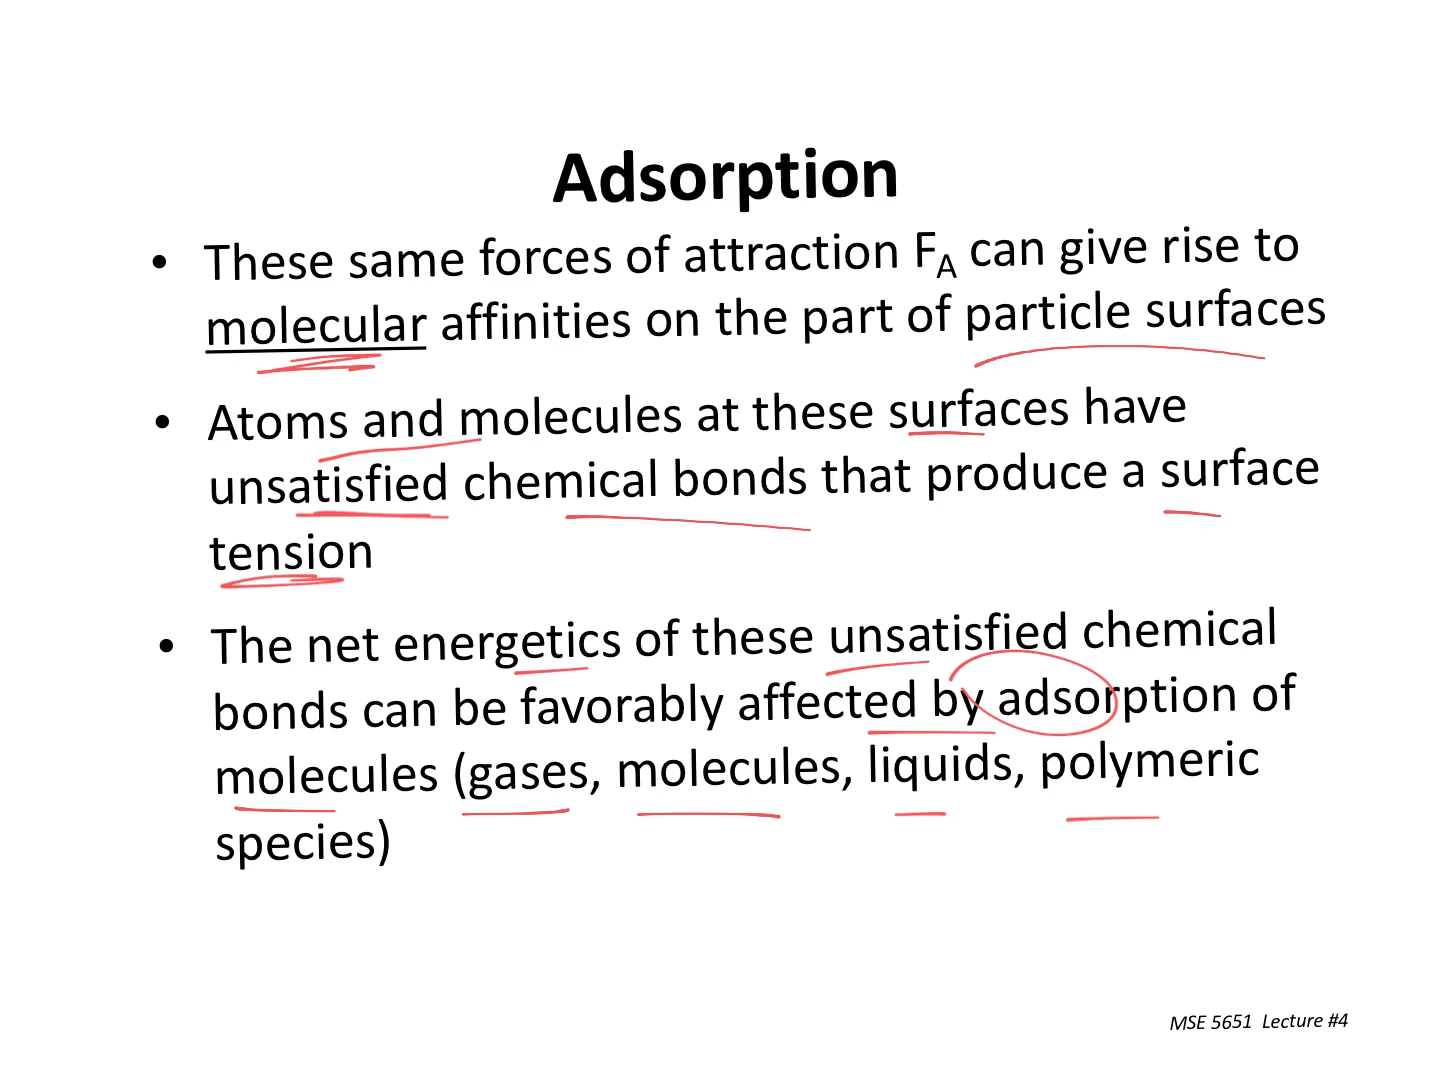 Adsorption
• These same forces of attraction FA can give rise to
molecular affinities on the part of particle surfaces
• Atoms and molecules at these surfaces have
unsatisfied chemical bonds that produce a surface
tension
• The net energetics of these unsatisfied chemical
bonds can be favorably affected by adsorption of
molecules (gases, molecules, liquids, polymeric
species)
MSE 5651 Lecture #4